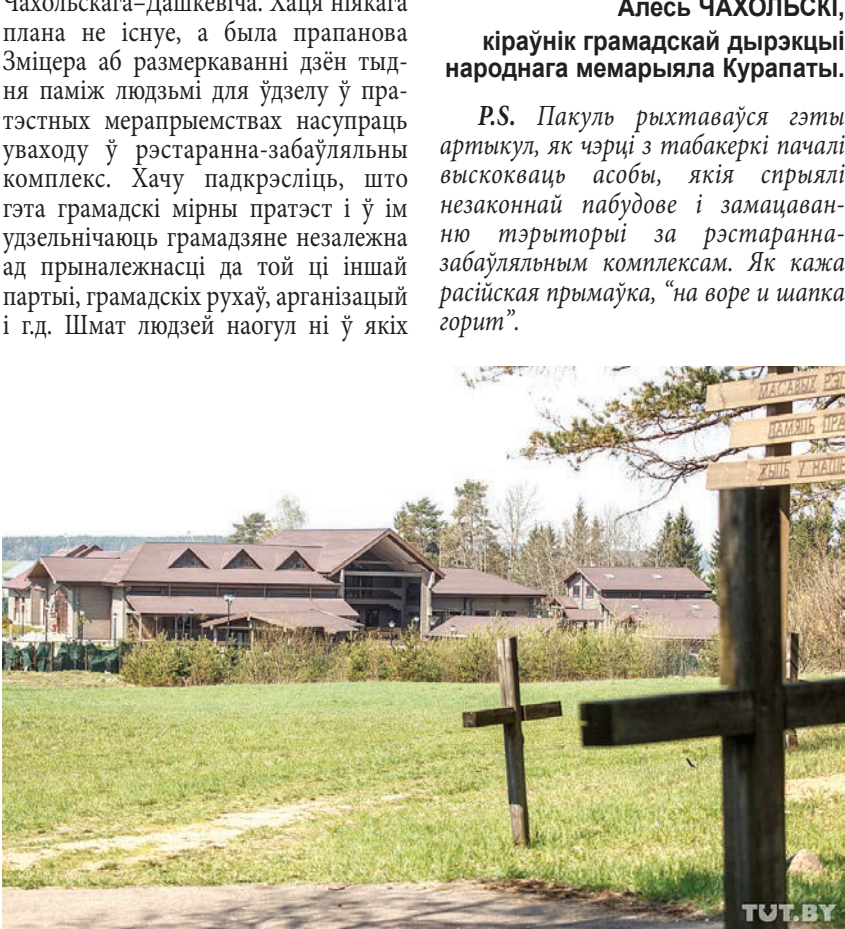 Чахольскага–Дашкевіча. Хаця ніякага
плана не існуе, а была прапанова
Зміцера аб размеркаванні дзён тыд-
ня паміж людзьмі для ўдзелу ў пра-
тэстных мерапрыемствах насупраць
уваходу ў рэстаранна-забаўляльны
комплекс. Хачу падкрэсліць, што
гэта грамадскі мірны пратэст і ў ім
удзельнічаюць грамадзяне незалежна
ад прыналежнасці да той ці іншай
партыі, грамадскіх рухаў, арганізацый
і г.д. Шмат людзей наогул ні ў якіх
Алесь ЧАХОЛЬСКІ,
кіраўнік грамадскай дырэкцыі
народнага мемарыяла Курапаты.
P.S. Пакуль рыхтаваўся гэты
артыкул, як чэрці з табакеркі пачалі
выскокваць асобы, якія спрыялі
незаконнай пабудове і замацаван-
ню тэрыторыі за рэстаранна-
забаўляльным комплексам. Як кажа
расійская прымаўка, “на воре и шапка
горит”.
МАСАВЫХ
ПАМЯЦЬ
ЖЫЦЬ У
TUT.BY